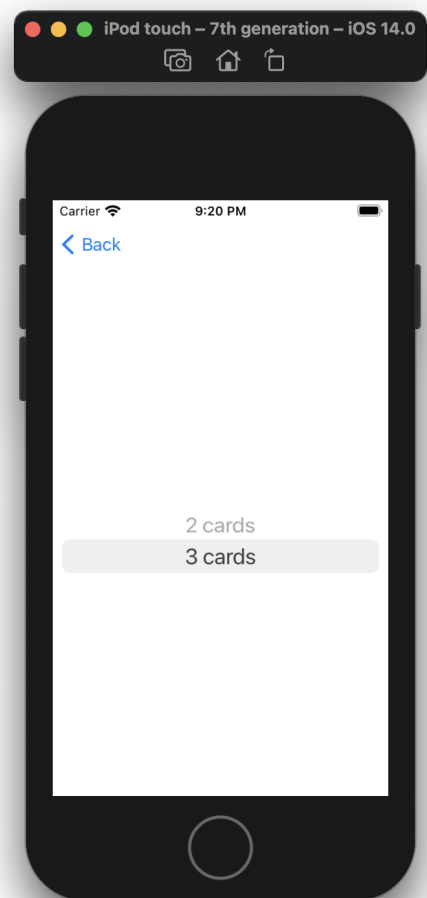 iPod touch – 7th generation – iOS 14.0
Carrier 9:20 PM
Back
2 cards
3 cards